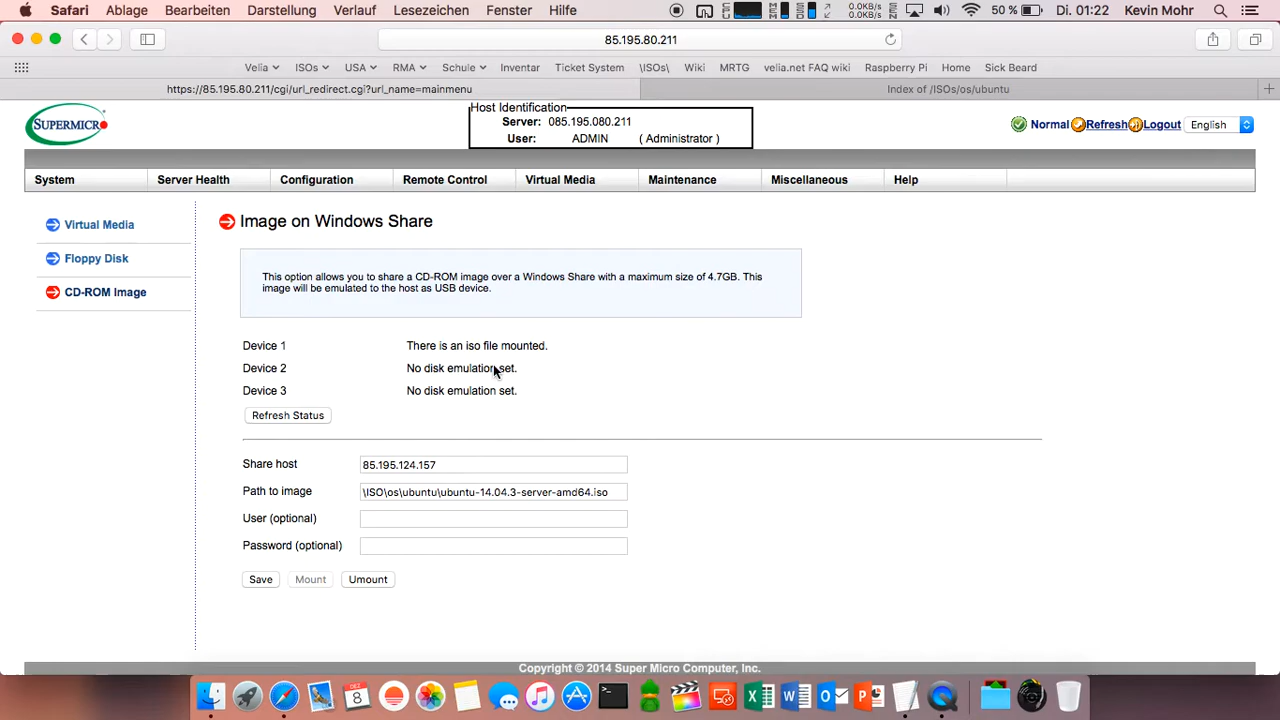 Safari Ablage Bearbeiten Darstellung Verlauf Lesezeichen Fenster Hilfe 0.0KB/s 0.0KB/s 50 % Di. 01:22 Kevin Mohr
85.195.80.211
Velia ISOs USA RMA Schule Inventar Ticket System \ISOs\ Wiki MRTG velia.net FAQ wiki Raspberry Pi Home Sick Beard
https://85.195.80.211/cgi/url_redirect.cgi?url_name=mainmenu Index of /ISOs/os/ubuntu
SUPERMICR
Host Identification
Server: 085.195.080.211
User: ADMIN ( Administrator )
Normal Refresh Logout English
System Server Health Configuration Remote Control Virtual Media Maintenance Miscellaneous Help
Virtual Media
Floppy Disk
CD-ROM Image
Image on Windows Share
This option allows you to share a CD-ROM image over a Windows Share with a maximum size of 4.7GB. This
image will be emulated to the host as USB device.
Device 1 There is an iso file mounted.
Device 2 No disk emulation set.
Device 3 No disk emulation set.
Refresh Status
Share host 85.195.124.157
Path to image \ISO\os\ubuntu\ubuntu-14.04.3-server-amd64.iso
User (optional)
Password (optional)
Save Mount Umount
Copyright © 2014 Super Micro Computer, Inc.